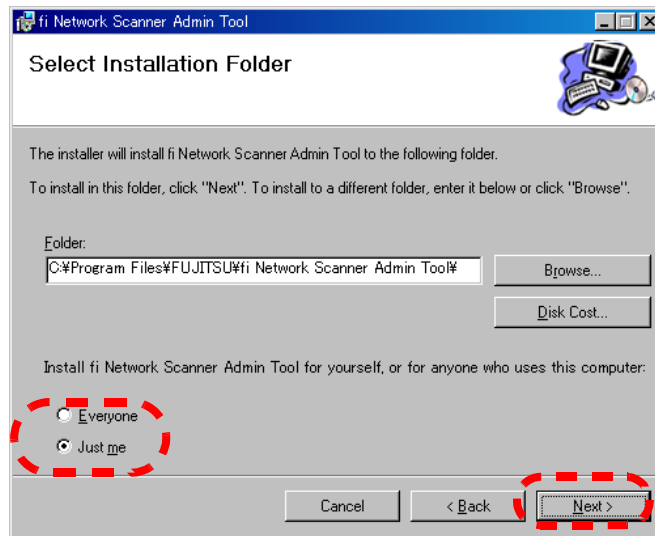 fi Network Scanner Admin Tool
Select Installation Folder
The installer will install fi Network Scanner Admin Tool to the following folder.
To install in this folder, click "Next". To install to a different folder, enter it below or click "Browse".
Folder:
C:¥Program Files¥FUJITSU¥fi Network Scanner Admin Tool¥
Browse...
Disk Cost...
Install fi Network Scanner Admin Tool for yourself, or for anyone who uses this computer:
Everyone
Just me
Cancel
< Back
Next >